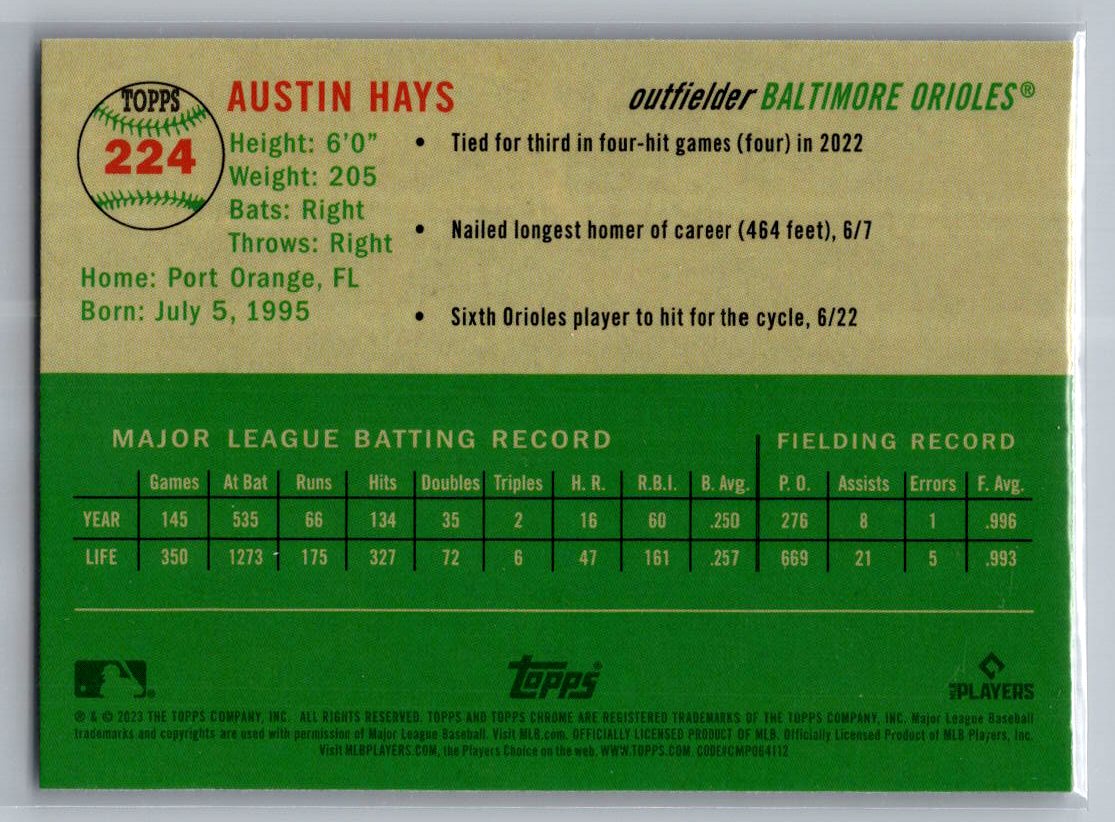 TOPPS
224
AUSTIN HAYS
outfielder BALTIMORE ORIOLES®
Height: 6'0"
Weight: 205
Bats: Right
Throws: Right
Home: Port Orange, FL
Born: July 5, 1995
• Tied for third in four-hit games (four) in 2022
• Nailed longest homer of career (464 feet), 6/7
• Sixth Orioles player to hit for the cycle, 6/22
MAJOR LEAGUE BATTING RECORD FIELDING RECORD
Games At Bat Runs Hits Doubles Triples H. R. R.B.I. B. Avg. P. O. Assists Errors F. Avg.
YEAR 145 535 66 134 35 2 16 60 .250 276 8 1 .996
LIFE 350 1273 175 327 72 6 47 161 .257 669 21 5 .993
Topps®
MLB PLAYERS
® & © 2023 THE TOPPS COMPANY, INC. ALL RIGHTS RESERVED. TOPPS AND TOPPS CHROME ARE REGISTERED TRADEMARKS OF THE TOPPS COMPANY, INC. Major League Baseball
trademarks and copyrights are used with permission of Major League Baseball. Visit MLB.com. OFFICIALLY LICENSED PRODUCT OF MLB. Officially Licensed Product of MLB Players, Inc.
Visit MLBPLAYERS.COM, the Players Choice on the web. WWW.TOPPS.COM CODE#CMP064112